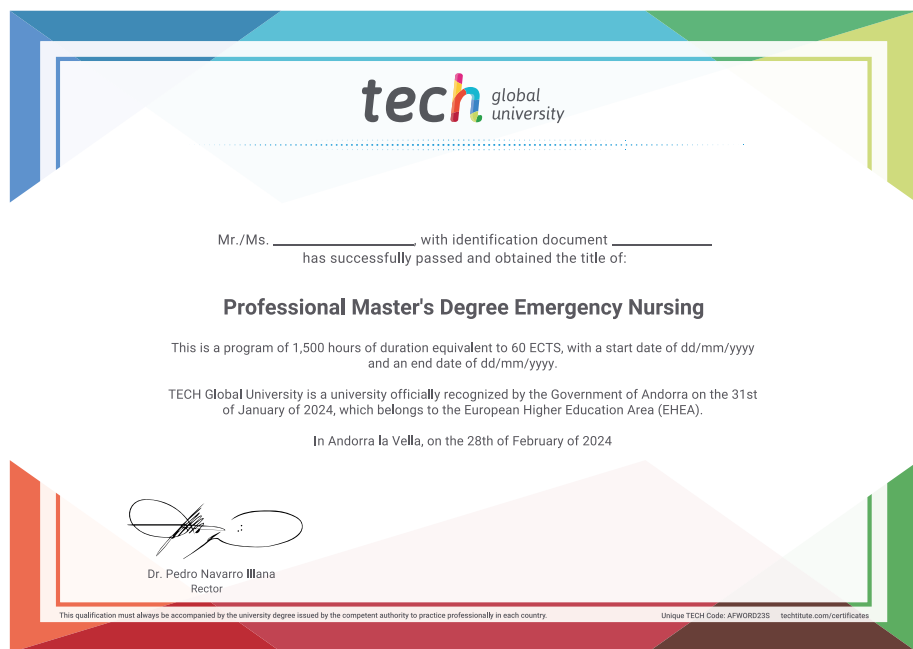 tech global university
Mr./Ms. ____________, with identification document ____________
has successfully passed and obtained the title of:
Professional Master's Degree Emergency Nursing
This is a program of 1,500 hours of duration equivalent to 60 ECTS, with a start date of dd/mm/yyyy
and an end date of dd/mm/yyyy.
TECH Global University is a university officially recognized by the Government of Andorra on the 31st
of January of 2024, which belongs to the European Higher Education Area (EHEA).
In Andorra la Vella, on the 28th of February of 2024
Dr. Pedro Navarro Illana
Rector
This qualification must always be accompanied by the university degree issued by the competent authority to practice professionally in each country. Unique TECH Code: AFWORD23S techtitute.com/certificates